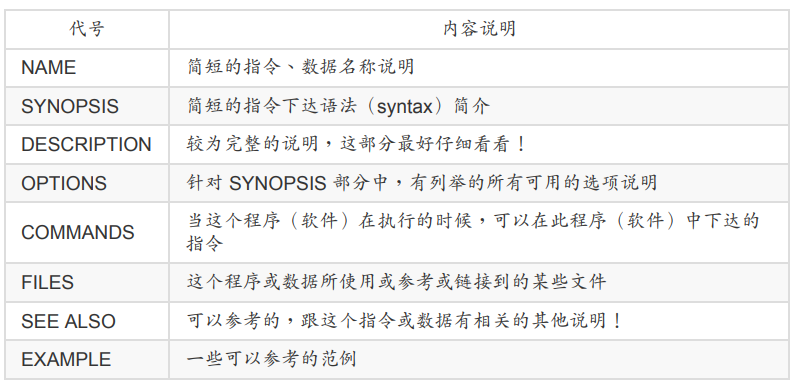 代号 内容说明
NAME 简短的指令、数据名称说明
SYNOPSIS 简短的指令下达语法（syntax）简介
DESCRIPTION 较为完整的说明，这部分最好仔细看看！
OPTIONS 针对 SYNOPSIS 部分中，有列举的所有可用的选项说明
COMMANDS 当这个程序（软件）在执行的时候，可以在此程序（软件）中下达的
指令
FILES 这个程序或数据所使用或参考或链接到的某些文件
SEE ALSO 可以参考的，跟这个指令或数据有相关的其他说明！
EXAMPLE 一些可以参考的范例